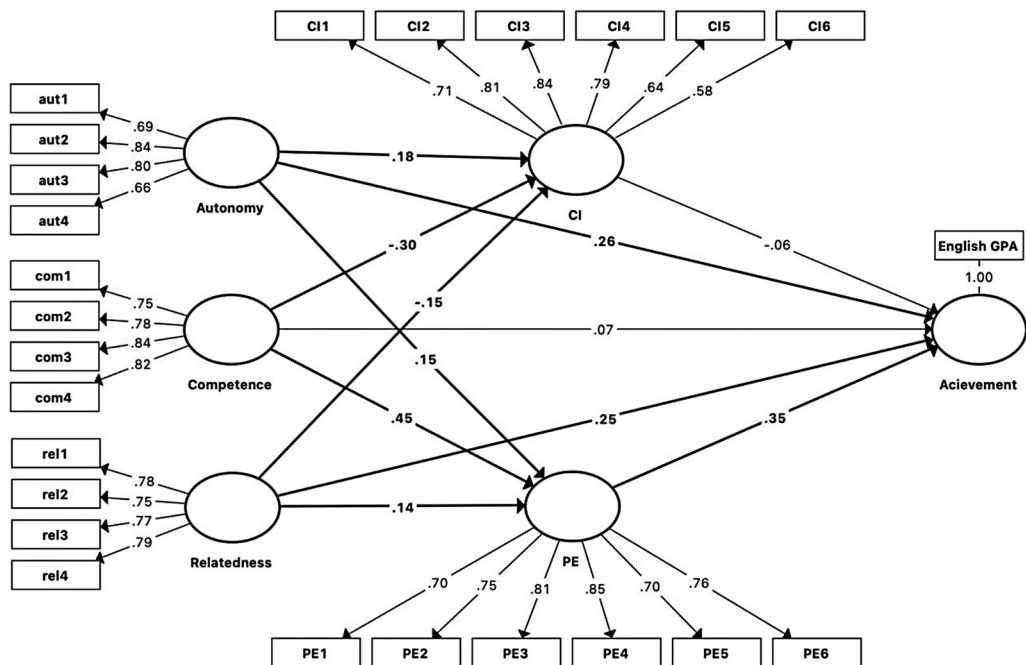 CI1 CI2 CI3 CI4 CI5 CI6
.71 .81 .84 .79 .64 .58
aut1
aut2
aut3
aut4
.69
.84
.80
.66
Autonomy
CI
.18
-.30
.26
-.06
-.15
.15
English GPA
1.00
com1
com2
com3
com4
.75
.78
.84
.82
Competence
.07
Acievement
.45
.25
.35
rel1
rel2
rel3
rel4
.78
.75
.77
.79
Relatedness
.14
PE
.70 .75 .81 .85 .70 .76
PE1 PE2 PE3 PE4 PE5 PE6